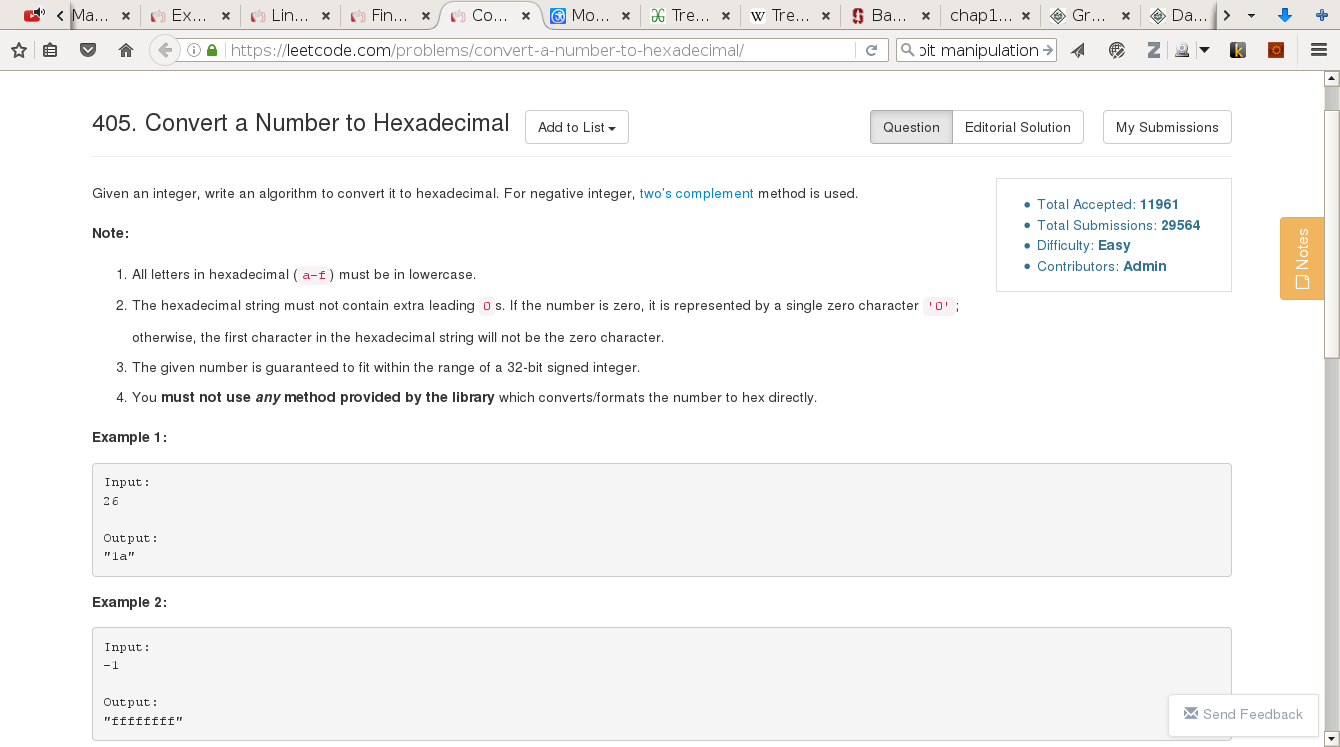 Ma... Ex... Lin... Fin... Co... Mo... Tre... W Tre... Ba... chap1... Gr... Da...
https://leetcode.com/problems/convert-a-number-to-hexadecimal/ bit manipulation
405. Convert a Number to Hexadecimal Add to List Question Editorial Solution My Submissions
Given an integer, write an algorithm to convert it to hexadecimal. For negative integer, two's complement method is used.
Total Accepted: 11961
Total Submissions: 29564
Difficulty: Easy
Contributors: Admin
Notes
Note:
1. All letters in hexadecimal (a-f) must be in lowercase.
2. The hexadecimal string must not contain extra leading 0s. If the number is zero, it is represented by a single zero character '0';
otherwise, the first character in the hexadecimal string will not be the zero character.
3. The given number is guaranteed to fit within the range of a 32-bit signed integer.
4. You must not use any method provided by the library which converts/formats the number to hex directly.
Example 1:
Input:
26
Output:
"1a"
Example 2:
Input:
-1
Output:
"ffffffff"
Send Feedback